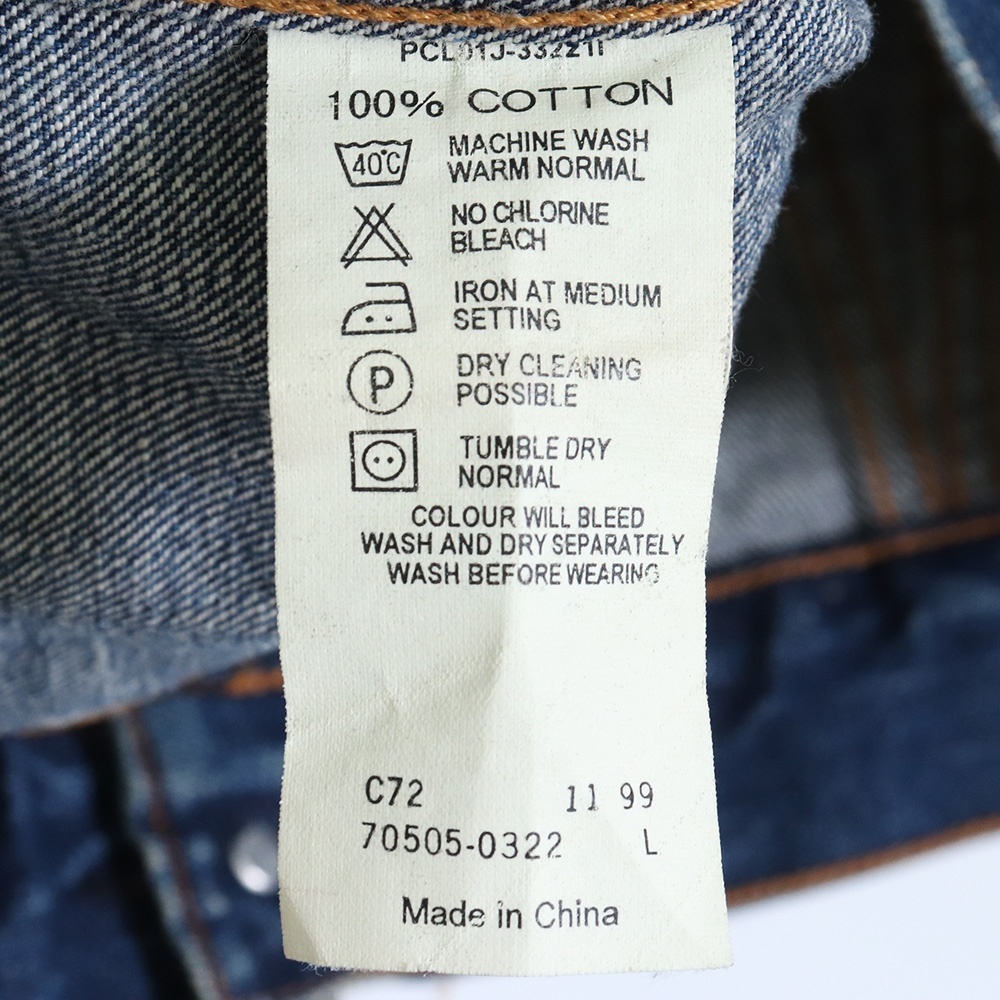 100% COTTON
40°C MACHINE WASH
WARM NORMAL
NO CHLORINE
BLEACH
IRON AT MEDIUM
SETTING
P DRY CLEANING
POSSIBLE
TUMBLE DRY
NORMAL
COLOUR WILL BLEED
WASH AND DRY SEPARATELY
WASH BEFORE WEARING
C72 11 99
70505-0322 L
Made in China